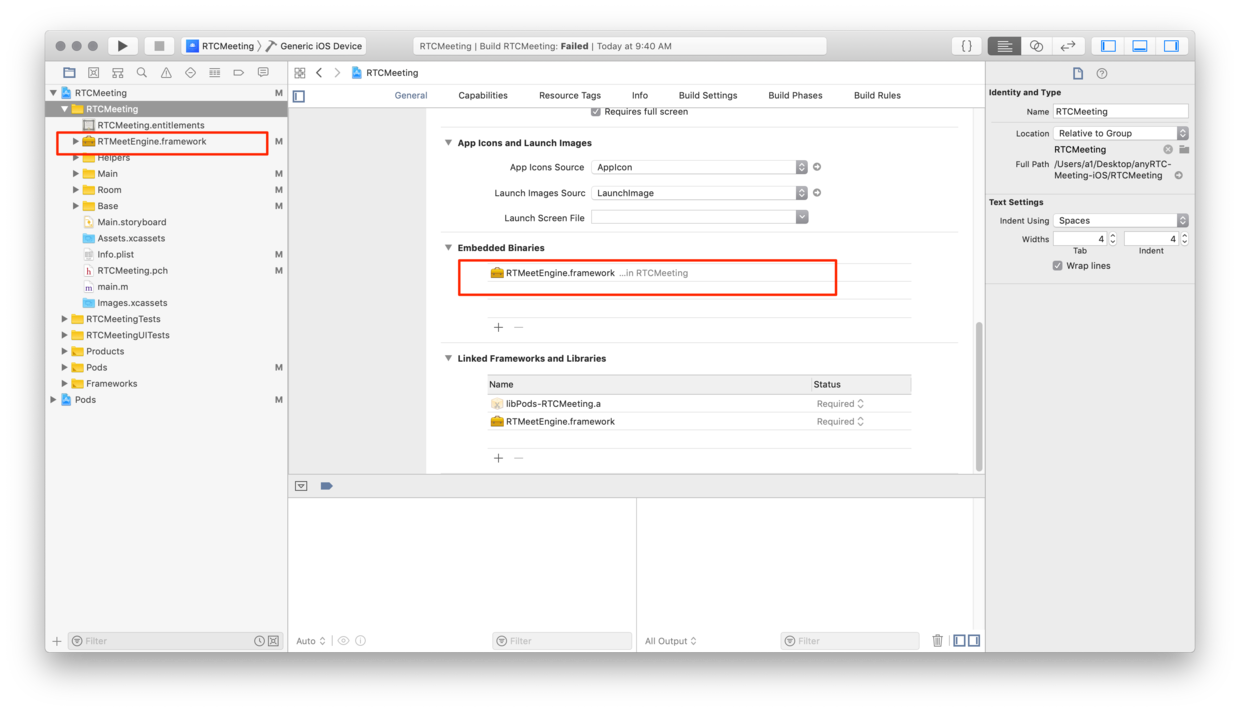 RTCMeeting 〉 Generic iOS Device
RTCMeeting | Build RTCMeeting: Failed | Today at 9:40 AM
{ }
RTCMeeting
RTCMeeting M
RTCMeeting
RTCMeeting.entitlements
RTMeetEngine.framework M
Helpers
Main M
Room M
Base M
Main.storyboard
Assets.xcassets
Info.plist M
RTCMeeting.pch M
main.m
Images.xcassets
RTCMeetingTests
RTCMeetingUITests
Products
Pods M
Frameworks
Pods M
Filter
General Capabilities Resource Tags Info Build Settings Build Phases Build Rules
Requires full screen
App Icons and Launch Images
App Icons Source AppIcon
Launch Images Sourc LaunchImage
Launch Screen File
Embedded Binaries
RTMeetEngine.framework ...in RTCMeeting
Linked Frameworks and Libraries
Name Status
libPods-RTCMeeting.a Required
RTMeetEngine.framework Required
Auto
Filter
All Output
Filter
Identity and Type
Name RTCMeeting
Location Relative to Group
RTCMeeting
Full Path /Users/a1/Desktop/anyRTC-
Meeting-iOS/RTCMeeting
Text Settings
Indent Using Spaces
Widths 4 4
Tab Indent
Wrap lines